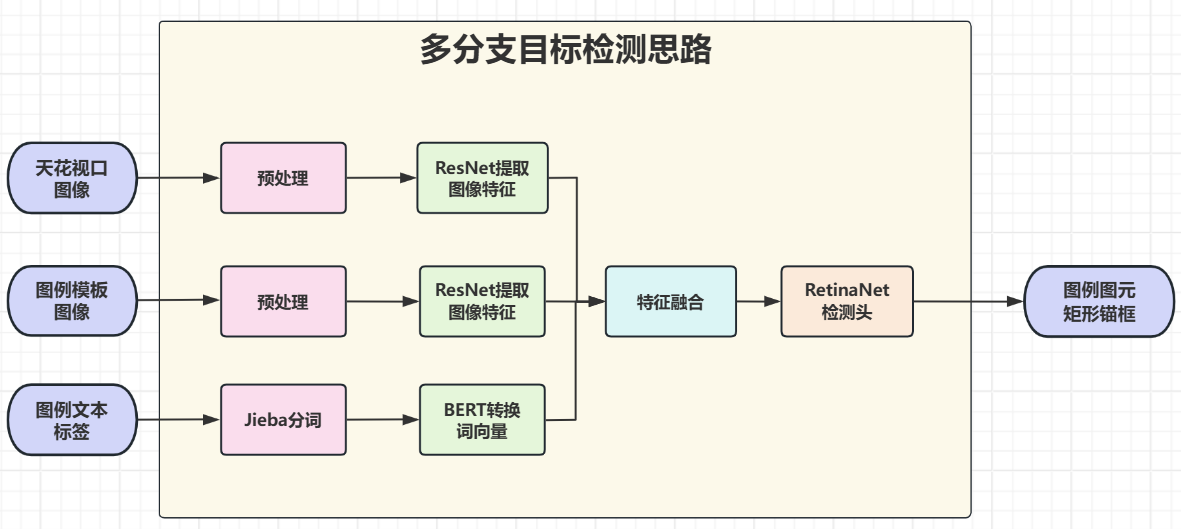 多分支目标检测思路
天花视口
图像
预处理
ResNet提取
图像特征
图例模板
图像
预处理
ResNet提取
图像特征
特征融合
RetinaNet
检测头
图例图元
矩形锚框
图例文本
标签
Jieba分词
BERT转换
词向量